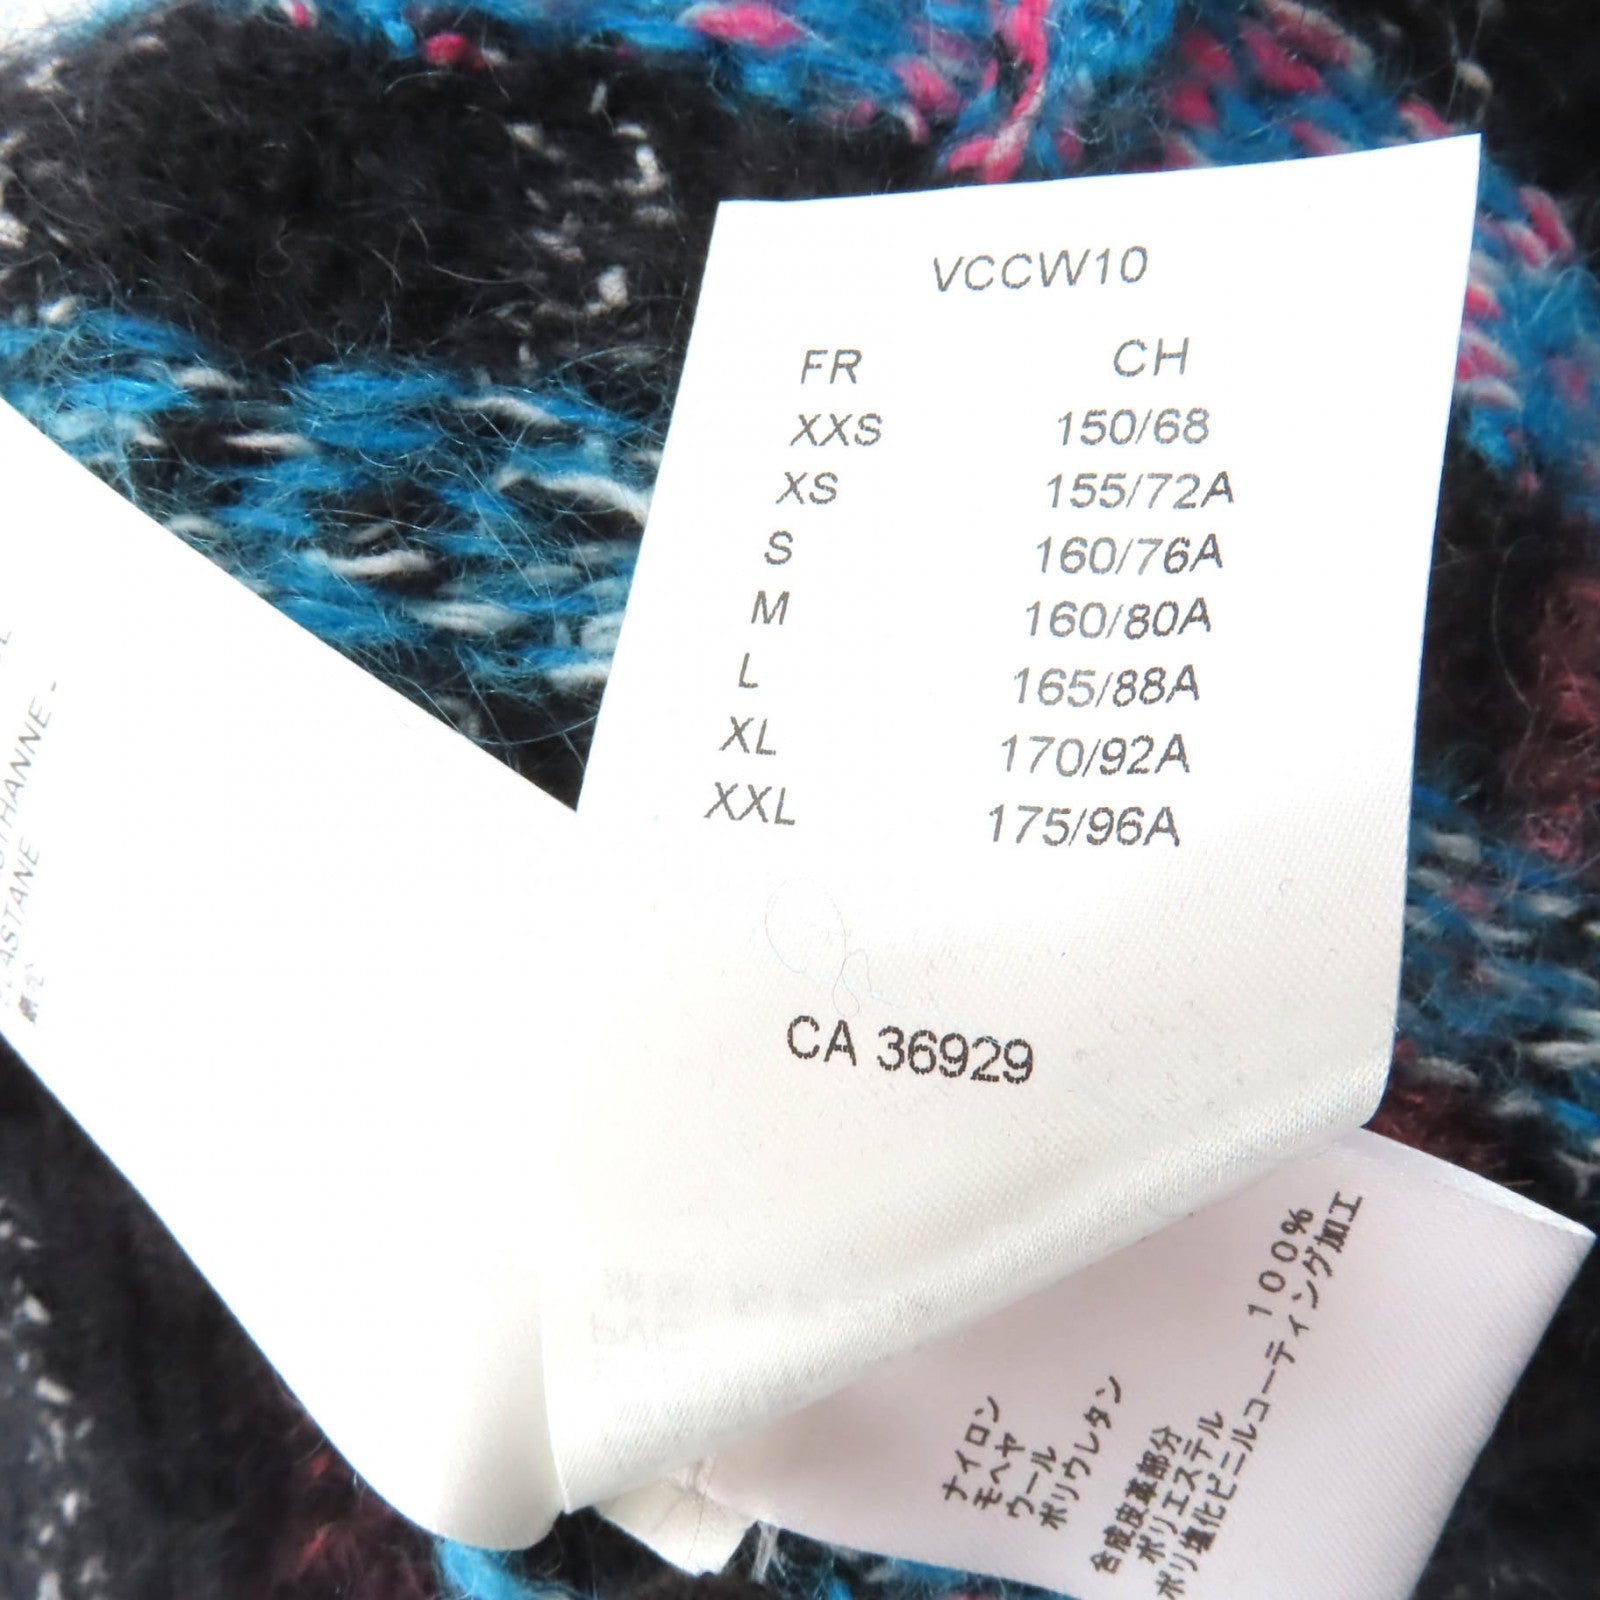 VCCW10
FR CH
XXS 150/68
XS 155/72A
S 160/76A
M 160/80A
L 165/88A
XL 170/92A
XXL 175/96A
CA 36929
ナイロン
モヘヤ
ウール
ポリウレタン
合成皮革部分
ポリエステル 100%
ポリ塩化ビニルコーティング加工